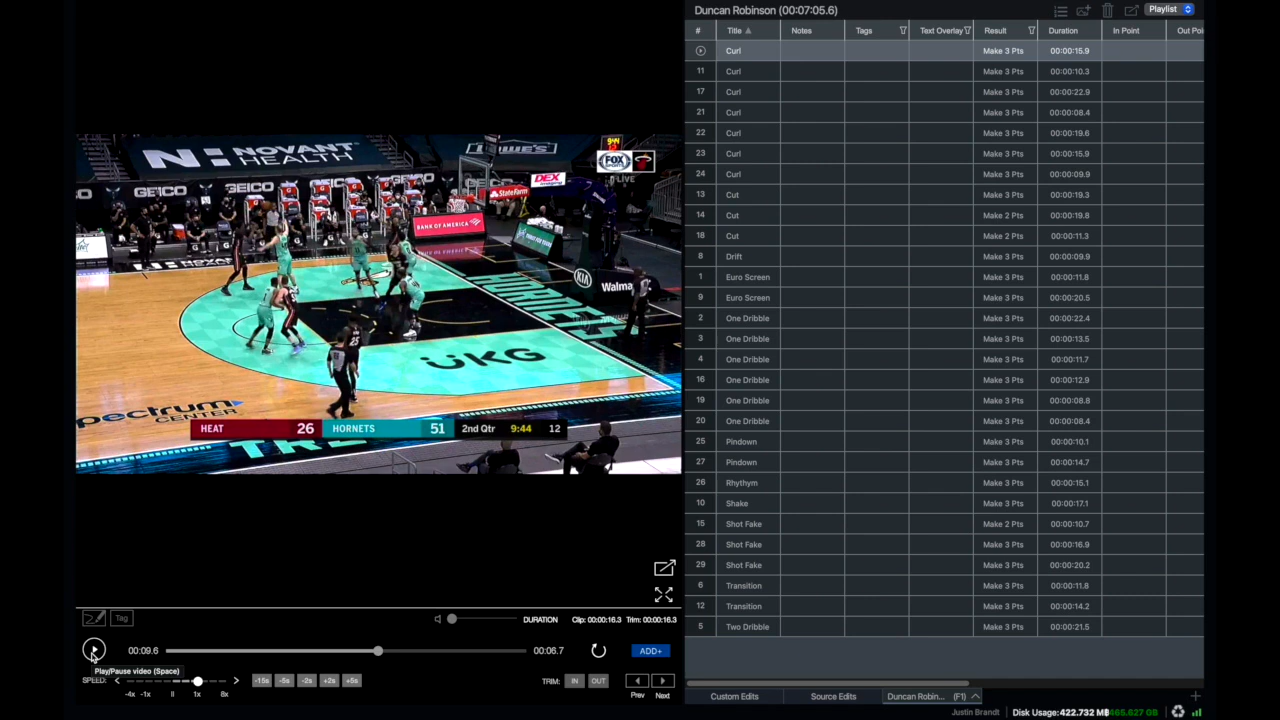 Duncan Robinson (00:07:05.6)
Playlist
# Title Notes Tags Text Overlay Result Duration In Point Out Poi
Curl Make 3 Pts 00:00:15.9
11 Curl Make 3 Pts 00:00:10.3
17 Curl Make 3 Pts 00:00:22.9
21 Curl Make 3 Pts 00:00:08.4
22 Curl Make 3 Pts 00:00:19.6
23 Curl Make 3 Pts 00:00:15.9
24 Curl Make 3 Pts 00:00:09.9
13 Cut Make 3 Pts 00:00:19.3
14 Cut Make 2 Pts 00:00:19.8
18 Cut Make 2 Pts 00:00:11.3
8 Drift Make 3 Pts 00:00:09.9
1 Euro Screen Make 3 Pts 00:00:11.8
9 Euro Screen Make 3 Pts 00:00:20.5
2 One Dribble Make 3 Pts 00:00:22.4
3 One Dribble Make 3 Pts 00:00:13.5
4 One Dribble Make 3 Pts 00:00:11.7
16 One Dribble Make 3 Pts 00:00:12.9
19 One Dribble Make 3 Pts 00:00:08.8
20 One Dribble Make 3 Pts 00:00:08.4
25 Pindown Make 3 Pts 00:00:10.1
27 Pindown Make 3 Pts 00:00:14.7
26 Rhythym Make 3 Pts 00:00:15.1
10 Shake Make 3 Pts 00:00:17.1
15 Shot Fake Make 2 Pts 00:00:10.7
28 Shot Fake Make 3 Pts 00:00:16.9
29 Shot Fake Make 3 Pts 00:00:20.2
6 Transition Make 3 Pts 00:00:11.8
12 Transition Make 3 Pts 00:00:14.2
5 Two Dribble Make 3 Pts 00:00:21.5
NOVANT HEALTH
LOWE'S
FOX SPORTS
LIVE
GEICO GEICO GEICO
DEX
StateFarm
BANK OF AMERICA
KIA
Walma
HORNETS
25
UKG
spectrum
CENTER
HEAT 26 HORNETS 51 2nd Qtr 9:44 12
Tag
DURATION Clip: 00:00:16.3 Trim: 00:00:16.3
00:09.6 00:06.7 ADD+
Play/Pause video (Space)
SPEED: -15s -5s -2s +2s +5s TRIM: IN OUT
-4x -1x II 1x 8x Prev Next
Custom Edits Source Edits Duncan Robin... (F1)
Justin Brandt Disk Usage:422.732 MB 466.627 GB